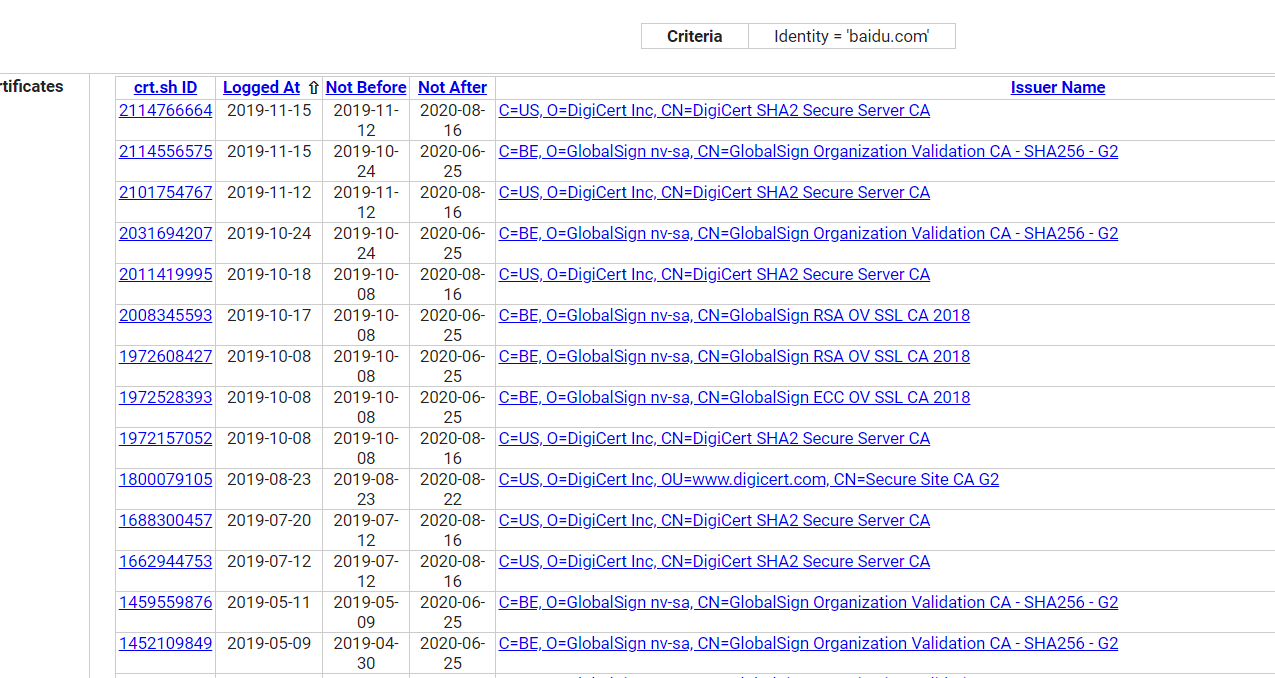 Criteria Identity = 'baidu.com'
rtificates
crt.sh ID Logged At ⇧ Not Before Not After Issuer Name
2114766664 2019-11-15 2019-11-12 2020-08-16 C=US, O=DigiCert Inc, CN=DigiCert SHA2 Secure Server CA
2114556575 2019-11-15 2019-10-24 2020-06-25 C=BE, O=GlobalSign nv-sa, CN=GlobalSign Organization Validation CA - SHA256 - G2
2101754767 2019-11-12 2019-11-12 2020-08-16 C=US, O=DigiCert Inc, CN=DigiCert SHA2 Secure Server CA
2031694207 2019-10-24 2019-10-24 2020-06-25 C=BE, O=GlobalSign nv-sa, CN=GlobalSign Organization Validation CA - SHA256 - G2
2011419995 2019-10-18 2019-10-08 2020-08-16 C=US, O=DigiCert Inc, CN=DigiCert SHA2 Secure Server CA
2008345593 2019-10-17 2019-10-08 2020-06-25 C=BE, O=GlobalSign nv-sa, CN=GlobalSign RSA OV SSL CA 2018
1972608427 2019-10-08 2019-10-08 2020-06-25 C=BE, O=GlobalSign nv-sa, CN=GlobalSign RSA OV SSL CA 2018
1972528393 2019-10-08 2019-10-08 2020-06-25 C=BE, O=GlobalSign nv-sa, CN=GlobalSign ECC OV SSL CA 2018
1972157052 2019-10-08 2019-10-08 2020-08-16 C=US, O=DigiCert Inc, CN=DigiCert SHA2 Secure Server CA
1800079105 2019-08-23 2019-08-23 2020-08-22 C=US, O=DigiCert Inc, OU=www.digicert.com, CN=Secure Site CA G2
1688300457 2019-07-20 2019-07-12 2020-08-16 C=US, O=DigiCert Inc, CN=DigiCert SHA2 Secure Server CA
1662944753 2019-07-12 2019-07-12 2020-08-16 C=US, O=DigiCert Inc, CN=DigiCert SHA2 Secure Server CA
1459559876 2019-05-11 2019-05-09 2020-06-25 C=BE, O=GlobalSign nv-sa, CN=GlobalSign Organization Validation CA - SHA256 - G2
1452109849 2019-05-09 2019-04-30 2020-06-25 C=BE, O=GlobalSign nv-sa, CN=GlobalSign Organization Validation CA - SHA256 - G2